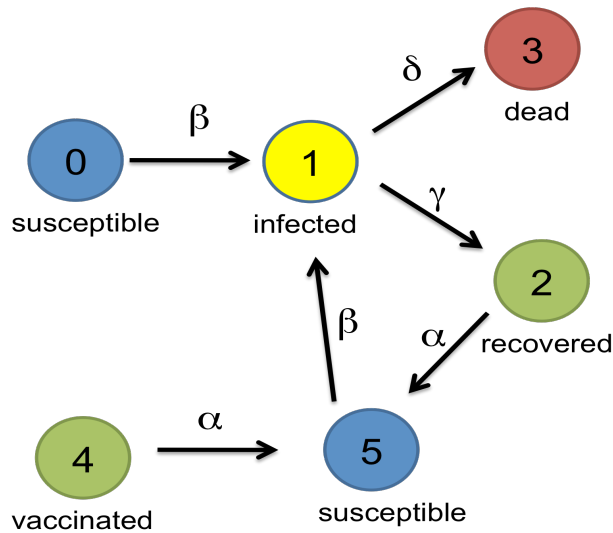 3
δ
dead
β
0
1
susceptible
infected
γ
2
recovered
β
α
α
4
5
susceptible
vaccinated